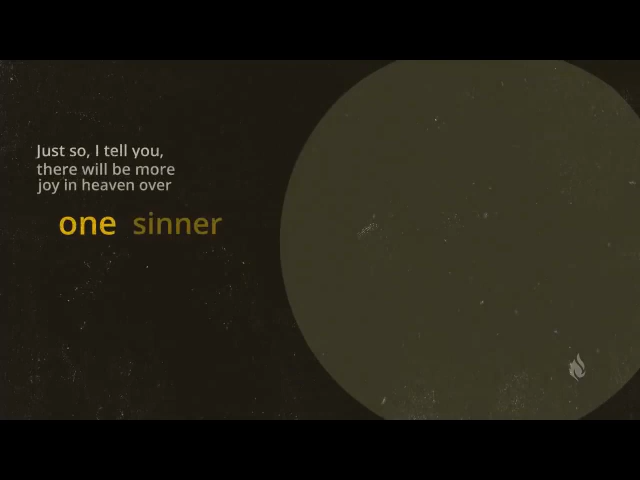 Just so, I tell you,
there will be more
joy in heaven over
one sinner